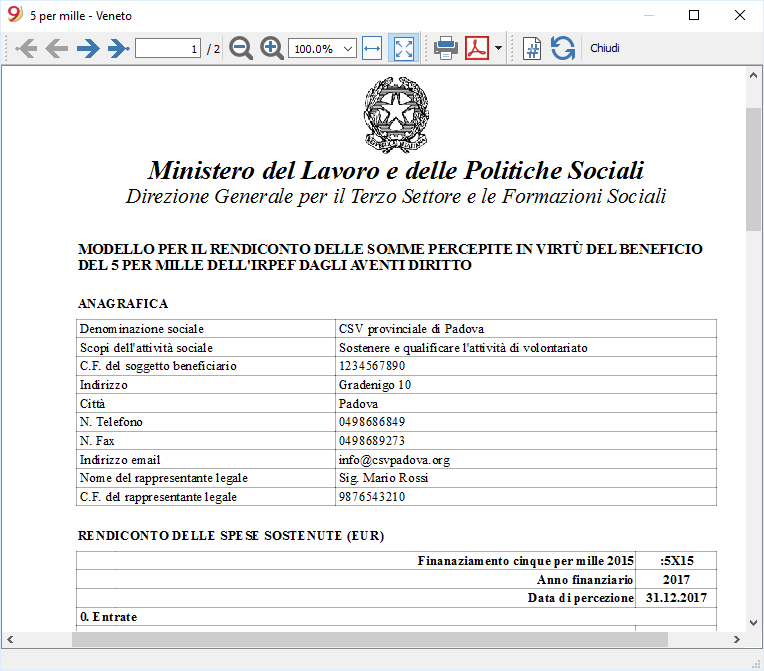 5 per mille - Veneto
1 / 2 100.0% Chiudi
Ministero del Lavoro e delle Politiche Sociali
Direzione Generale per il Terzo Settore e le Formazioni Sociali
MODELLO PER IL RENDICONTO DELLE SOMME PERCEPITE IN VIRTÙ DEL BENEFICIO
DEL 5 PER MILLE DELL'IRPEF DAGLI AVENTI DIRITTO
ANAGRAFICA
Denominazione sociale CSV provinciale di Padova
Scopi dell'attività sociale Sostenere e qualificare l'attività di volontariato
C.F. del soggetto beneficiario 1234567890
Indirizzo Gradenigo 10
Città Padova
N. Telefono 0498686849
N. Fax 0498689273
Indirizzo email info@csvpadova.org
Nome del rappresentante legale Sig. Mario Rossi
C.F. del rappresentante legale 9876543210
RENDICONTO DELLE SPESE SOSTENUTE (EUR)
Finanaziamento cinque per mille 2015 :5X15
Anno finanziario 2017
Data di percezione 31.12.2017
0. Entrate